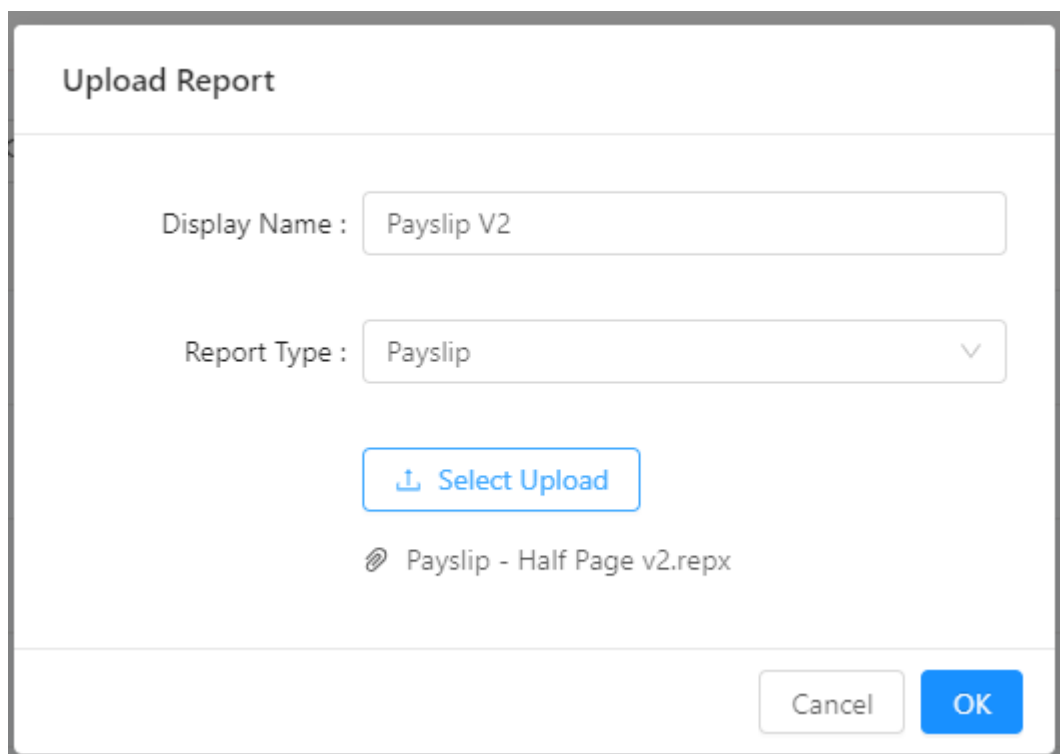 Upload Report
Display Name : Payslip V2
Report Type : Payslip
Select Upload
Payslip - Half Page v2.repx
Cancel OK